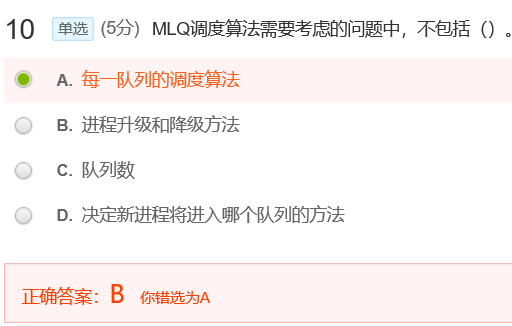 10 单选 (5分) MLQ调度算法需要考虑的问题中，不包括（）。
A. 每一队列的调度算法
B. 进程升级和降级方法
C. 队列数
D. 决定新进程将进入哪个队列的方法
正确答案：B 你错选为A